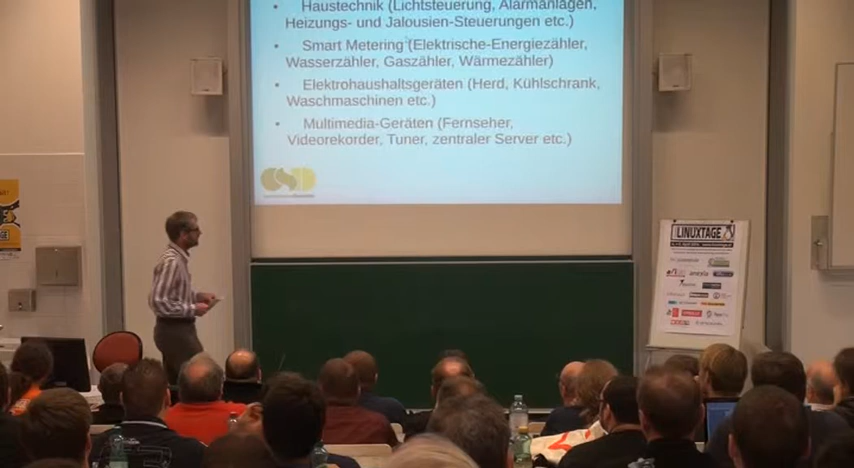 • Haustechnik (Lichtsteuerung, Alarmanlagen,
Heizungs- und Jalousien-Steuerungen etc.)
• Smart Metering (Elektrische-Energiezähler,
Wasserzähler, Gaszähler, Wärmezähler)
• Elektrohaushaltsgeräten (Herd, Kühlschrank,
Waschmaschinen etc.)
• Multimedia-Geräten (Fernseher,
Videorekorder, Tuner, zentraler Server etc.)
CSD
LINUXTAGE